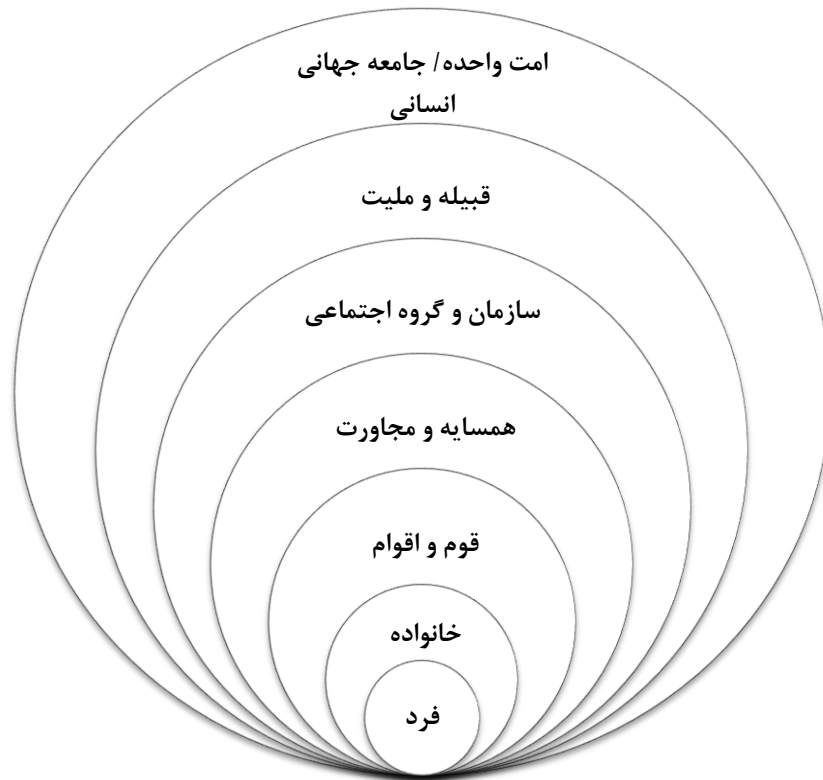 امت واحده/ جامعه جهانی
انسانی
قبیله و ملیت
سازمان و گروه اجتماعی
همسایه و مجاورت
قوم و اقوام
خانواده
فرد